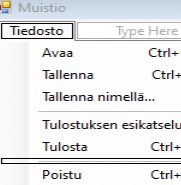 Muistio
Tiedosto Type Here
Avaa Ctrl+
Tallenna Ctrl+
Tallenna nimellä...
Tulostuksen esikatselu
Tulosta Ctrl+
Poistu Ctrl+